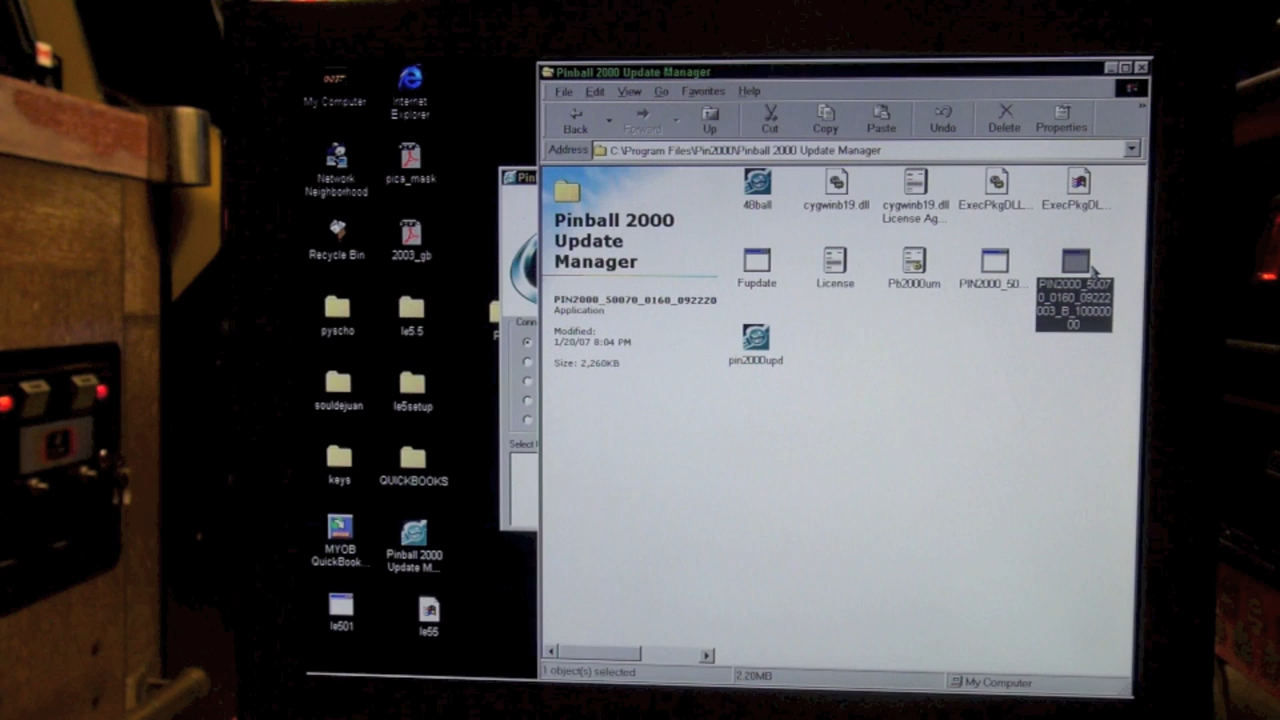 My Computer
Internet
Explorer
Network
Neighborhood
pica_mask
Recycle Bin
2003_gb
pyscho
le5.5
souldejuan
le5setup
keys
QUICKBOOKS
MYOB
QuickBook...
Pinball 2000
Update M...
le501
le55
Pin
Conn
Select
Pinball 2000 Update Manager
File Edit View Go Favorites Help
Back Forward Up Cut Copy Paste Undo Delete Properties
Address C:\Program Files\Pin2000\Pinball 2000 Update Manager
Pinball 2000
Update
Manager
PIN2000_50070_0160_092220
Application
Modified:
1/20/07 8:04 PM
Size: 2,260KB
48ball
cygwinb19.dll
cygwinb19.dll
License Ag...
ExecPkgDLL...
ExecPkgDL...
Fupdate
License
Pb2000um
PIN2000_50...
PIN2000_5007
0_0160_09222
003_B_100000
00
pin2000upd
1 object(s) selected
2.20MB
My Computer